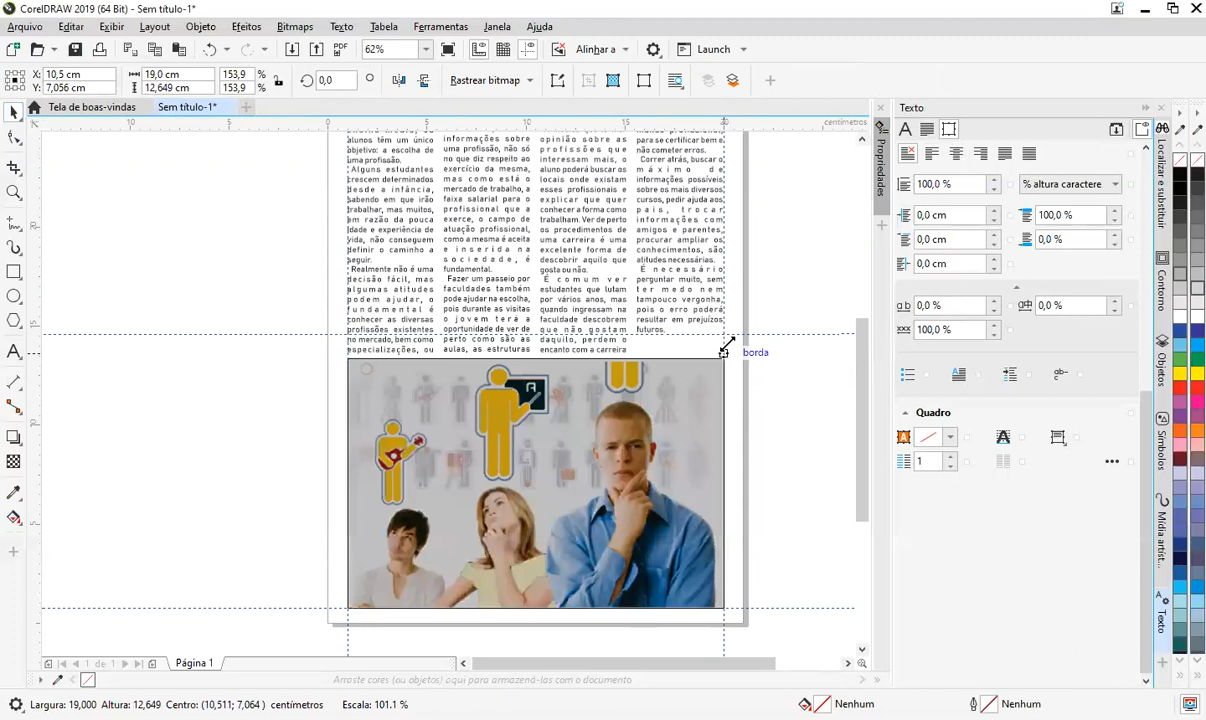 CorelDRAW 2019 (64 Bit) - Sem título-1*
Arquivo Editar Exibir Layout Objeto Efeitos Bitmaps Texto Tabela Ferramentas Janela Ajuda
PDF 62% Alinhar a Launch
X: 10,5 cm
Y: 7,056 cm
19,0 cm
12,649 cm
153,9 %
153,9 %
0,0
Rastrear bitmap
Tela de boas-vindas Sem título-1*
10 5 0 5 10 15 20 centímetros
alunos têm um único
objetivo: a escolha de
uma profissão.
Alguns estudantes
crescem determinados
desde a infância,
sabendo em que irão
trabalhar, mas muitos,
em razão da pouca
idade e experiência de
vida, não conseguem
definir o caminho a
seguir.
Realmente não é uma
decisão fácil, mas
algumas atitudes
podem ajudar, o
fundamental é
conhecer as diversas
profissões existentes
no mercado, bem como
especializações, ou
informações sobre
uma profissão, não só
no que diz respeito ao
exercício da mesma,
mas como está o
mercado de trabalho, a
faixa salarial para o
profissional que a
exerce, o campo de
atuação profissional,
como a mesma é aceita
e inserida na
sociedade, é
fundamental.
Fazer um passeio por
faculdades também
pode ajudar na escolha,
pois durante as visitas
o jovem terá a
oportunidade de ver de
perto como são as
aulas, as estruturas
opinião sobre as
profissões que
interessam mais, o
aluno poderá buscar os
locais onde existam
esses profissionais e
explicar que quer
conhecer a forma como
trabalham. Ver de perto
os procedimentos de
uma carreira é uma
excelente forma de
descobrir aquilo que
gosta ou não.
É comum ver
estudantes que lutam
por vários anos, mas
quando ingressam na
faculdade descobrem
que não gostam
daquilo, perdem o
encanto com a carreira
para se certificar bem e
não cometer erros.
Correr atrás, buscar o
máximo de
informações possíveis
sobre os mais diversos
cursos, pedir ajuda aos
pais, trocar
informações com
amigos e parentes,
procurar ampliar os
conhecimentos, são
atitudes necessárias.
É necessário
perguntar muito, sem
ter medo nem
tampouco vergonha,
pois o erro poderá
resultar em prejuízos
futuros.
borda
A
Texto
100,0 % % altura caractere
0,0 cm 100,0 %
0,0 cm 0,0 %
0,0 cm
0,0 % 0,0 %
100,0 %
Quadro
1
Propriedades
Localizar e substituir
Contorno
Objetos
Símbolos
Mídia artíst...
Texto
1 de 1 Página 1
Arraste cores (ou objetos) aqui para armazená-las com o documento
Largura: 19,000 Altura: 12,649 Centro: (10,511; 7,064 ) centímetros Escala: 101.1 % Nenhum Nenhum